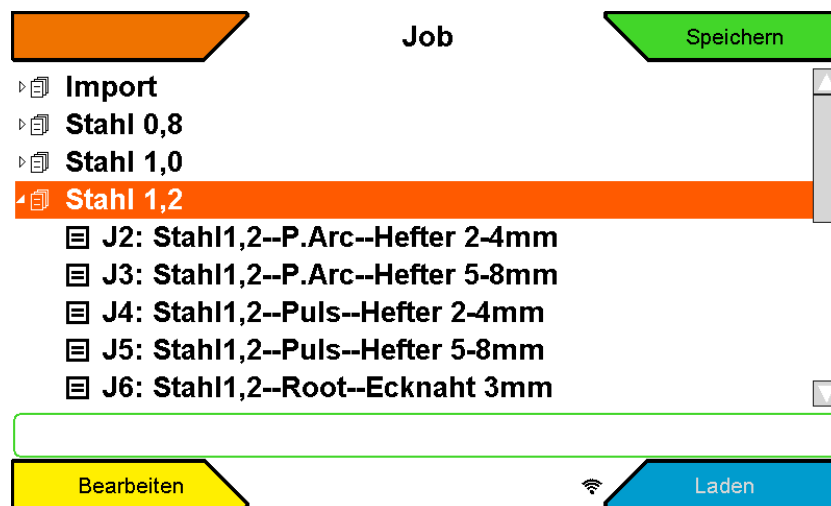 Job
Speichern
Import
Stahl 0,8
Stahl 1,0
Stahl 1,2
J2: Stahl1,2--P.Arc--Hefter 2-4mm
J3: Stahl1,2--P.Arc--Hefter 5-8mm
J4: Stahl1,2--Puls--Hefter 2-4mm
J5: Stahl1,2--Puls--Hefter 5-8mm
J6: Stahl1,2--Root--Ecknaht 3mm
Bearbeiten
Laden